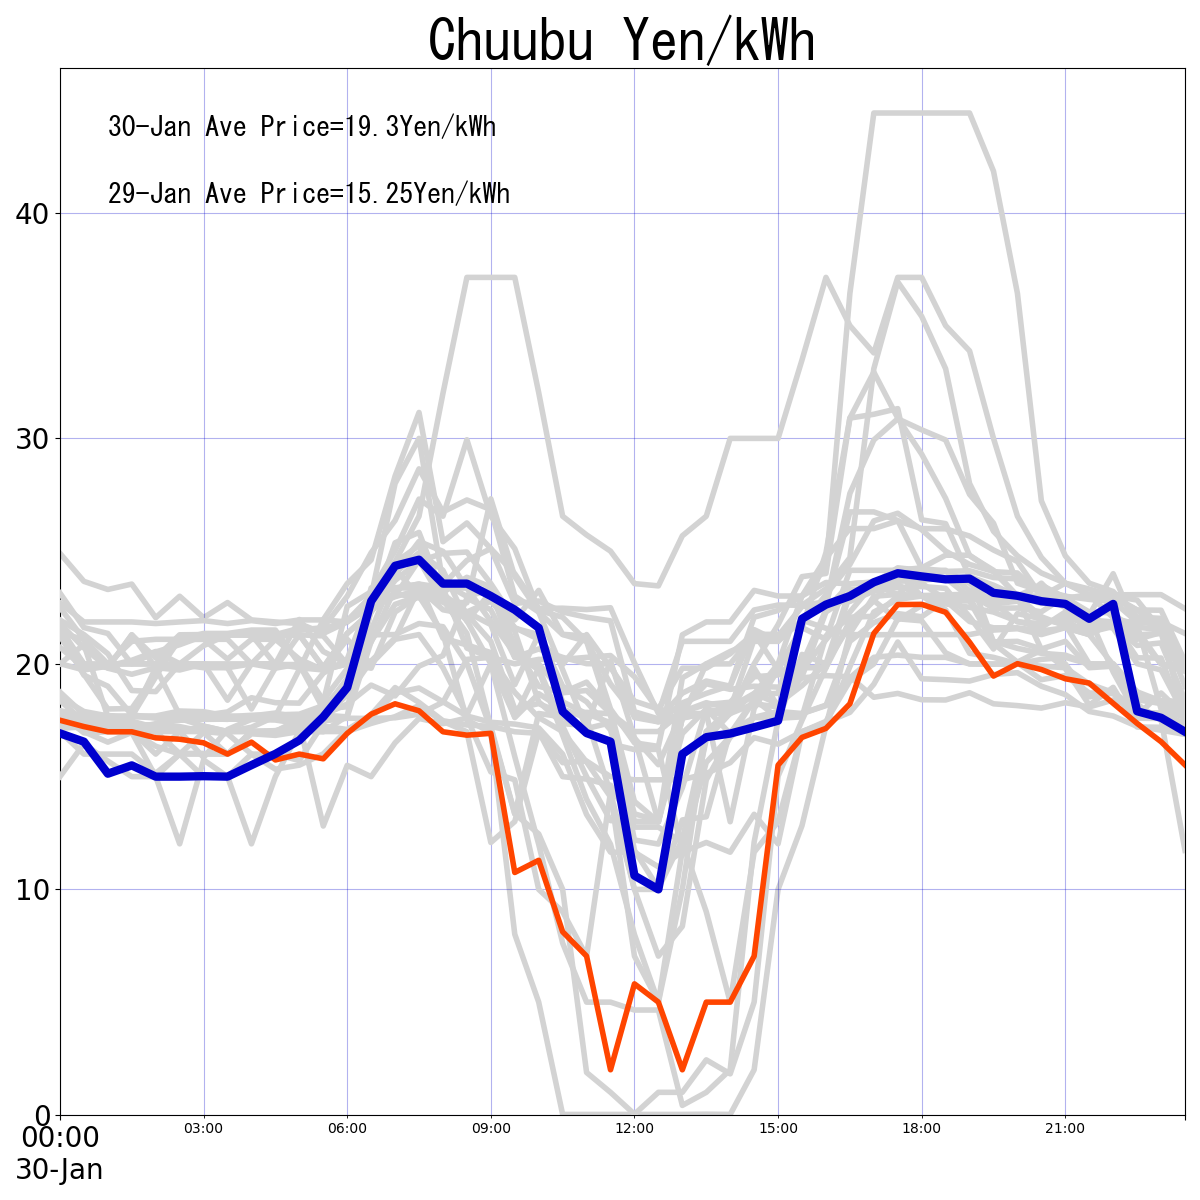 Chuubu Yen/kWh
30-Jan Ave Price=19.3Yen/kWh
29-Jan Ave Price=15.25Yen/kWh
40
30
20
10
0
00:00 03:00 06:00 09:00 12:00 15:00 18:00 21:00
30-Jan